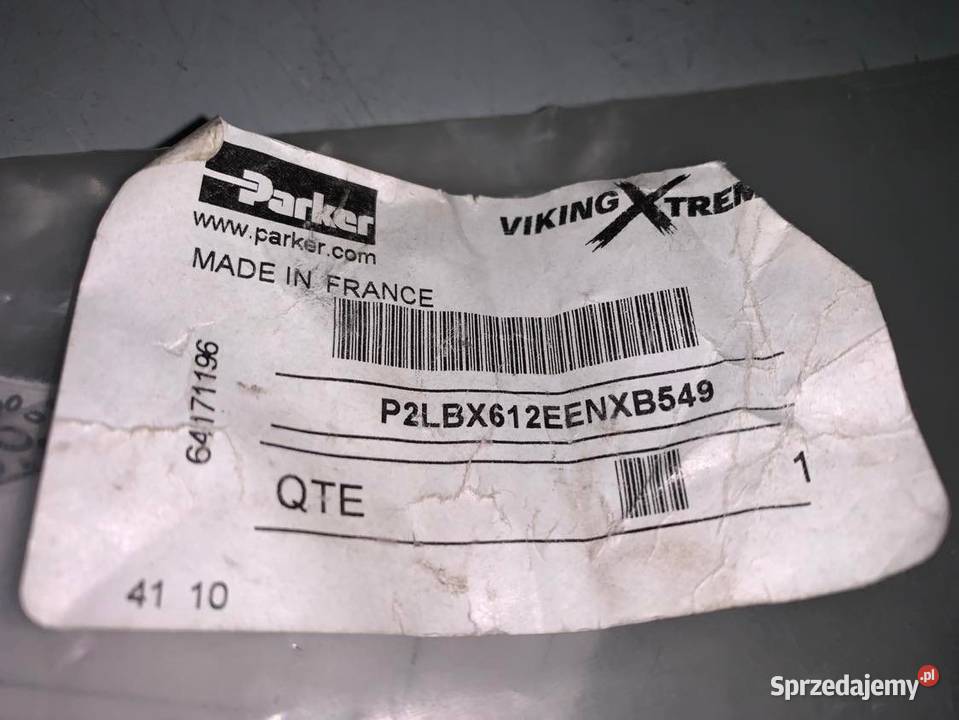 Parker
www.parker.com
VIKING XTREM
MADE IN FRANCE
64171196
P2LBX612EENXB549
QTE 1
41 10
Sprzedajemy.pl